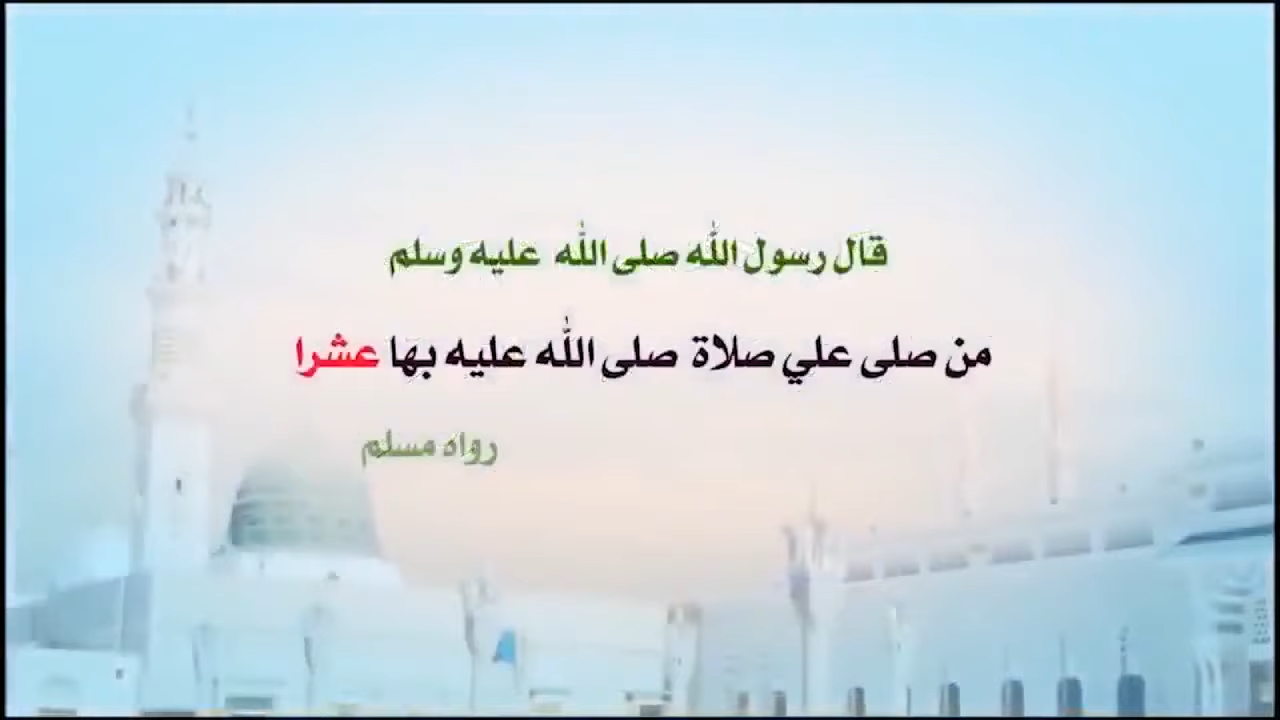 قال رسول الله صلى الله عليه وسلم
من صلى علي صلاة صلى الله عليه بها عشرا
رواه مسلم